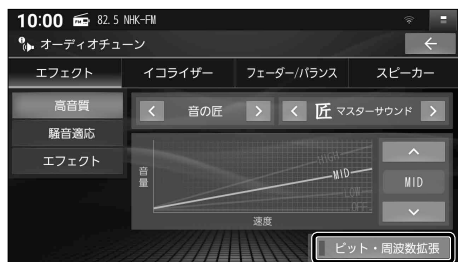 10:00 FM 82.5 NHK-FM
オーディオチューン
エフェクト イコライザー フェーダー/バランス スピーカー
高音質
騒音適応
エフェクト
音の匠
匠 マスターサウンド
音量
HIGH
MID
LOW
OFF
速度
MID
ビット・周波数拡張